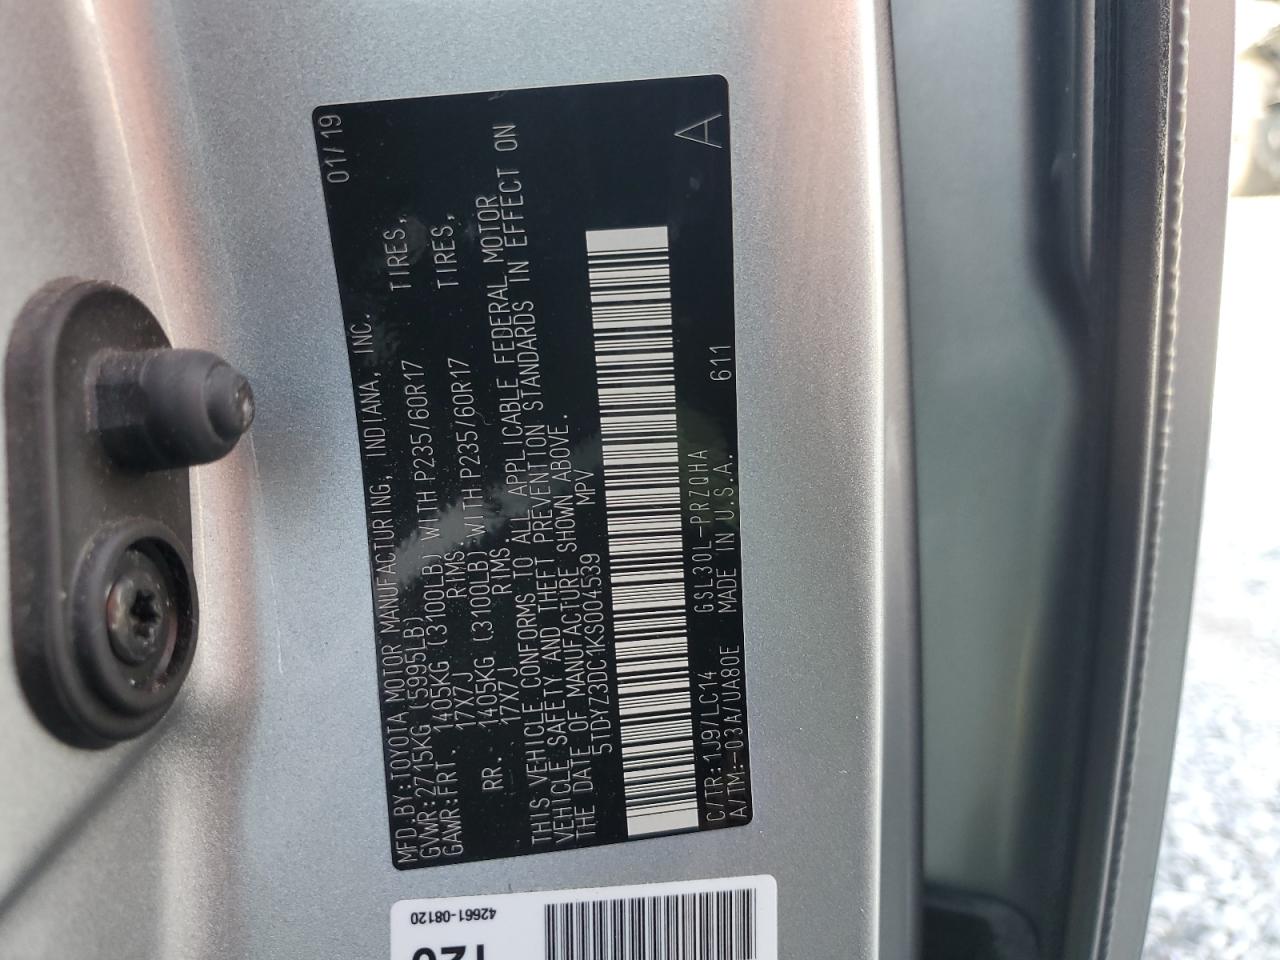 MFD.BY:TOYOTA MOTOR MANUFACTURING, INDIANA, INC. 01/19
GVWR:2715KG (5995LB)
GAWR:FRT. 1405KG (3100LB) WITH P235/60R17 TIRES,
17X7J RIMS
RR. 1405KG (3100LB) WITH P235/60R17 TIRES,
17X7J RIMS
THIS VEHICLE CONFORMS TO ALL APPLICABLE FEDERAL MOTOR
VEHICLE SAFETY AND THEFT PREVENTION STANDARDS IN EFFECT ON
THE DATE OF MANUFACTURE SHOWN ABOVE.
5TDYZ3DC1KS004539 MPV
C/TR:1J9/LC14 GSL30L-PRZQHA A
A/TM:-03A/UA80E MADE IN U.S.A. 611
42661-08120